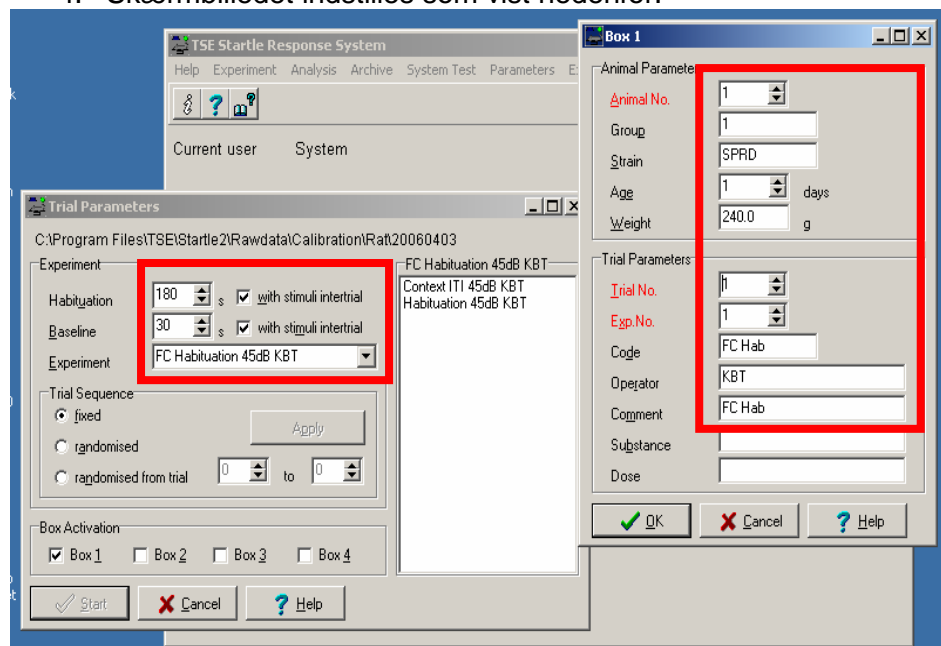 TSE Startle Response System
Help Experiment Analysis Archive System Test Parameters
Current user System
Trial Parameters
C:\Program Files\TSE\Startle2\Rawdata\Calibration\Rat\20060403
Experiment
Habituation 180 s with stimuli intertrial
Baseline 30 s with stimuli intertrial
Experiment FC Habituation 45dB KBT
Trial Sequence
fixed
Apply
randomised
randomised from trial 0 to 0
Box Activation
Box 1 Box 2 Box 3 Box 4
Start Cancel Help
FC Habituation 45dB KBT
Context ITI 45dB KBT
Habituation 45dB KBT
Box 1
Animal Parameter
Animal No. 1
Group 1
Strain SPRD
Age 1 days
Weight 240.0 g
Trial Parameters
Trial No. 1
Exp.No. 1
Code FC Hab
Operator KBT
Comment FC Hab
Substance
Dose
OK Cancel Help